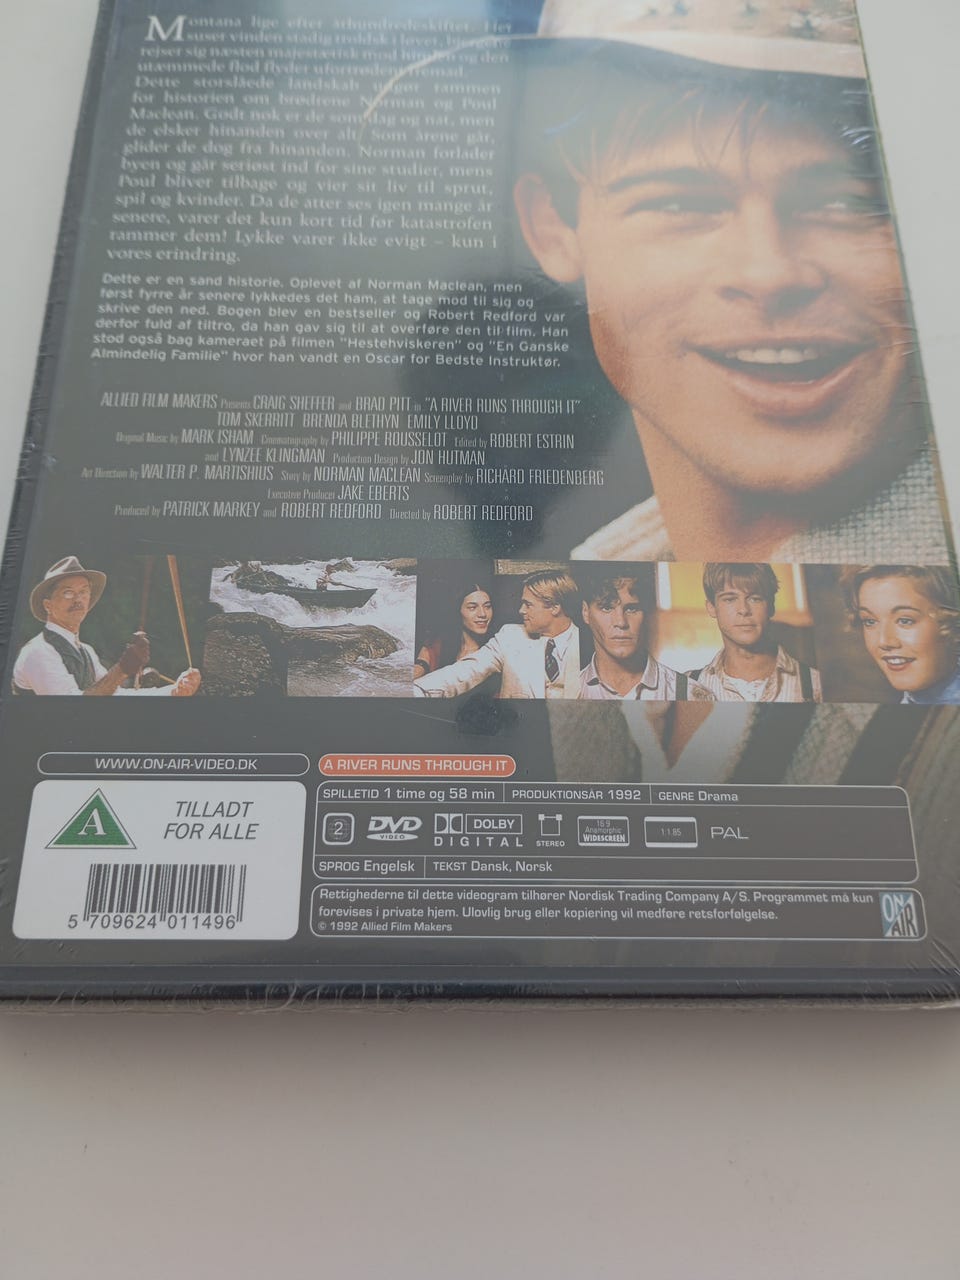 Montana lige efter århundredeskiftet. Her
suser vinden stadig
rejser sig næsten majestætisk mod himlen og den
utæmmede flod flyder ufortrødent fremad.
Dette storslåede landskab udgør rammen
for historien om brødrene Norman og Poul
Maclean. Godt nok er de som dag og nat, men
de elsker hinanden over alt. Som årene går,
glider de dog fra hinanden. Norman forlader
byen og går seriøst ind for sine studier, mens
Poul bliver tilbage og vier sit liv til sprut,
spil og kvinder. Da de atter ses igen mange år
senere, varer det kun kort tid før katastrofen
rammer dem! Lykke varer ikke evigt – kun i
vores erindring.
Dette er en sand historie. Oplevet af Norman Maclean, men
først fyrre år senere lykkedes det ham, at tage mod til sig og
skrive den ned. Bogen blev en bestseller og Robert Redford var
derfor fuld af tiltro, da han gav sig til at overføre den til film. Han
stod også bag kameraet på filmen "Hestehviskeren" og "En Ganske
Almindelig Familie" hvor han vandt en Oscar for Bedste Instruktør.
ALLIED FILM MAKERS Presents CRAIG SHEFFER and BRAD PITT in "A RIVER RUNS THROUGH IT"
TOM SKERRITT BRENDA BLETHYN EMILY LLOYD
Original Music by MARK ISHAM Cinematography by PHILIPPE ROUSSELOT Edited by ROBERT ESTRIN
and LYNZEE KLINGMAN Production Design by JON HUTMAN
Art Direction by WALTER P. MARTISHIUS Story by NORMAN MACLEAN Screenplay by RICHARD FRIEDENBERG
Executive Producer JAKE EBERTS
Produced by PATRICK MARKEY and ROBERT REDFORD Directed by ROBERT REDFORD
WWW.ON-AIR-VIDEO.DK
A RIVER RUNS THROUGH IT
A
TILLADT
FOR ALLE
5 709624 011496
SPILLETID 1 time og 58 min PRODUKTIONSÅR 1992 GENRE Drama
2 DVD VIDEO DOLBY DIGITAL STEREO 16:9 Anamorphic WIDESCREEN 1:1.85 PAL
SPROG Engelsk TEKST Dansk, Norsk
Rettighederne til dette videogram tilhører Nordisk Trading Company A/S. Programmet må kun
forevises i private hjem. Ulovlig brug eller kopiering vil medføre retsforfølgelse.
© 1992 Allied Film Makers
ON AIR